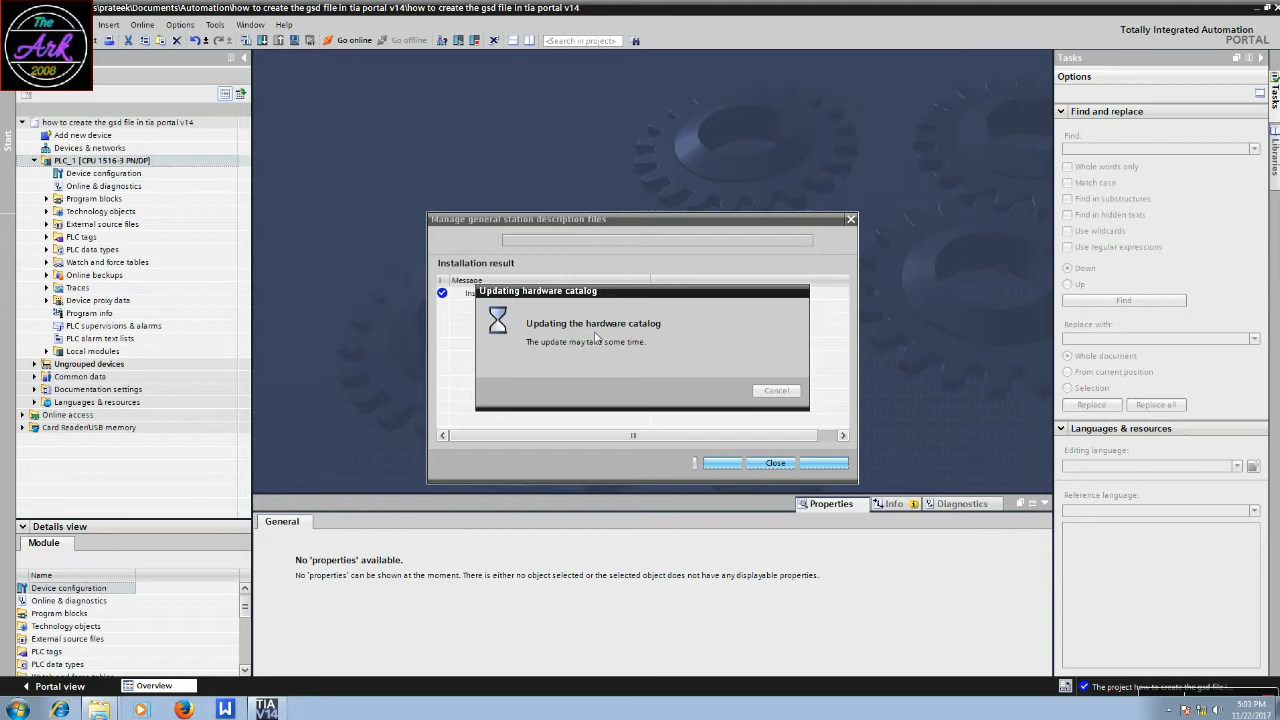 The
Ark
2008
prateek\Documents\Automation\how to create the gsd file in tia portal v14\how to create the gsd file in tia portal v14
Insert Online Options Tools Window Help
Go online Go offline <Search in project>
Totally Integrated Automation
PORTAL
Start
how to create the gsd file in tia portal v14
Add new device
Devices & networks
PLC_1 [CPU 1516-3 PN/DP]
Device configuration
Online & diagnostics
Program blocks
Technology objects
External source files
PLC tags
PLC data types
Watch and force tables
Online backups
Traces
Device proxy data
Program info
PLC supervisions & alarms
PLC alarm text lists
Local modules
Ungrouped devices
Common data
Documentation settings
Languages & resources
Online access
Card Reader/USB memory
Details view
Module
Name
Device configuration
Online & diagnostics
Program blocks
Technology objects
External source files
PLC tags
PLC data types
Manage general station description files
Installation result
! Message
Ins
Updating hardware catalog
Updating the hardware catalog
The update may take some time.
Cancel
Close
Properties Info Diagnostics
General
No 'properties' available.
No 'properties' can be shown at the moment. There is either no object selected or the selected object does not have any displayable properties.
Tasks
Options
Find and replace
Find:
Whole words only
Match case
Find in substructures
Find in hidden texts
Use wildcards
Use regular expressions
Down
Up
Find
Replace with:
Whole document
From current position
Selection
Replace Replace all
Languages & resources
Editing language:
Reference language:
Tasks
Libraries
Portal view Overview
The project how to create the gsd file i...
W TIA V14
5:03 PM
11/22/2017